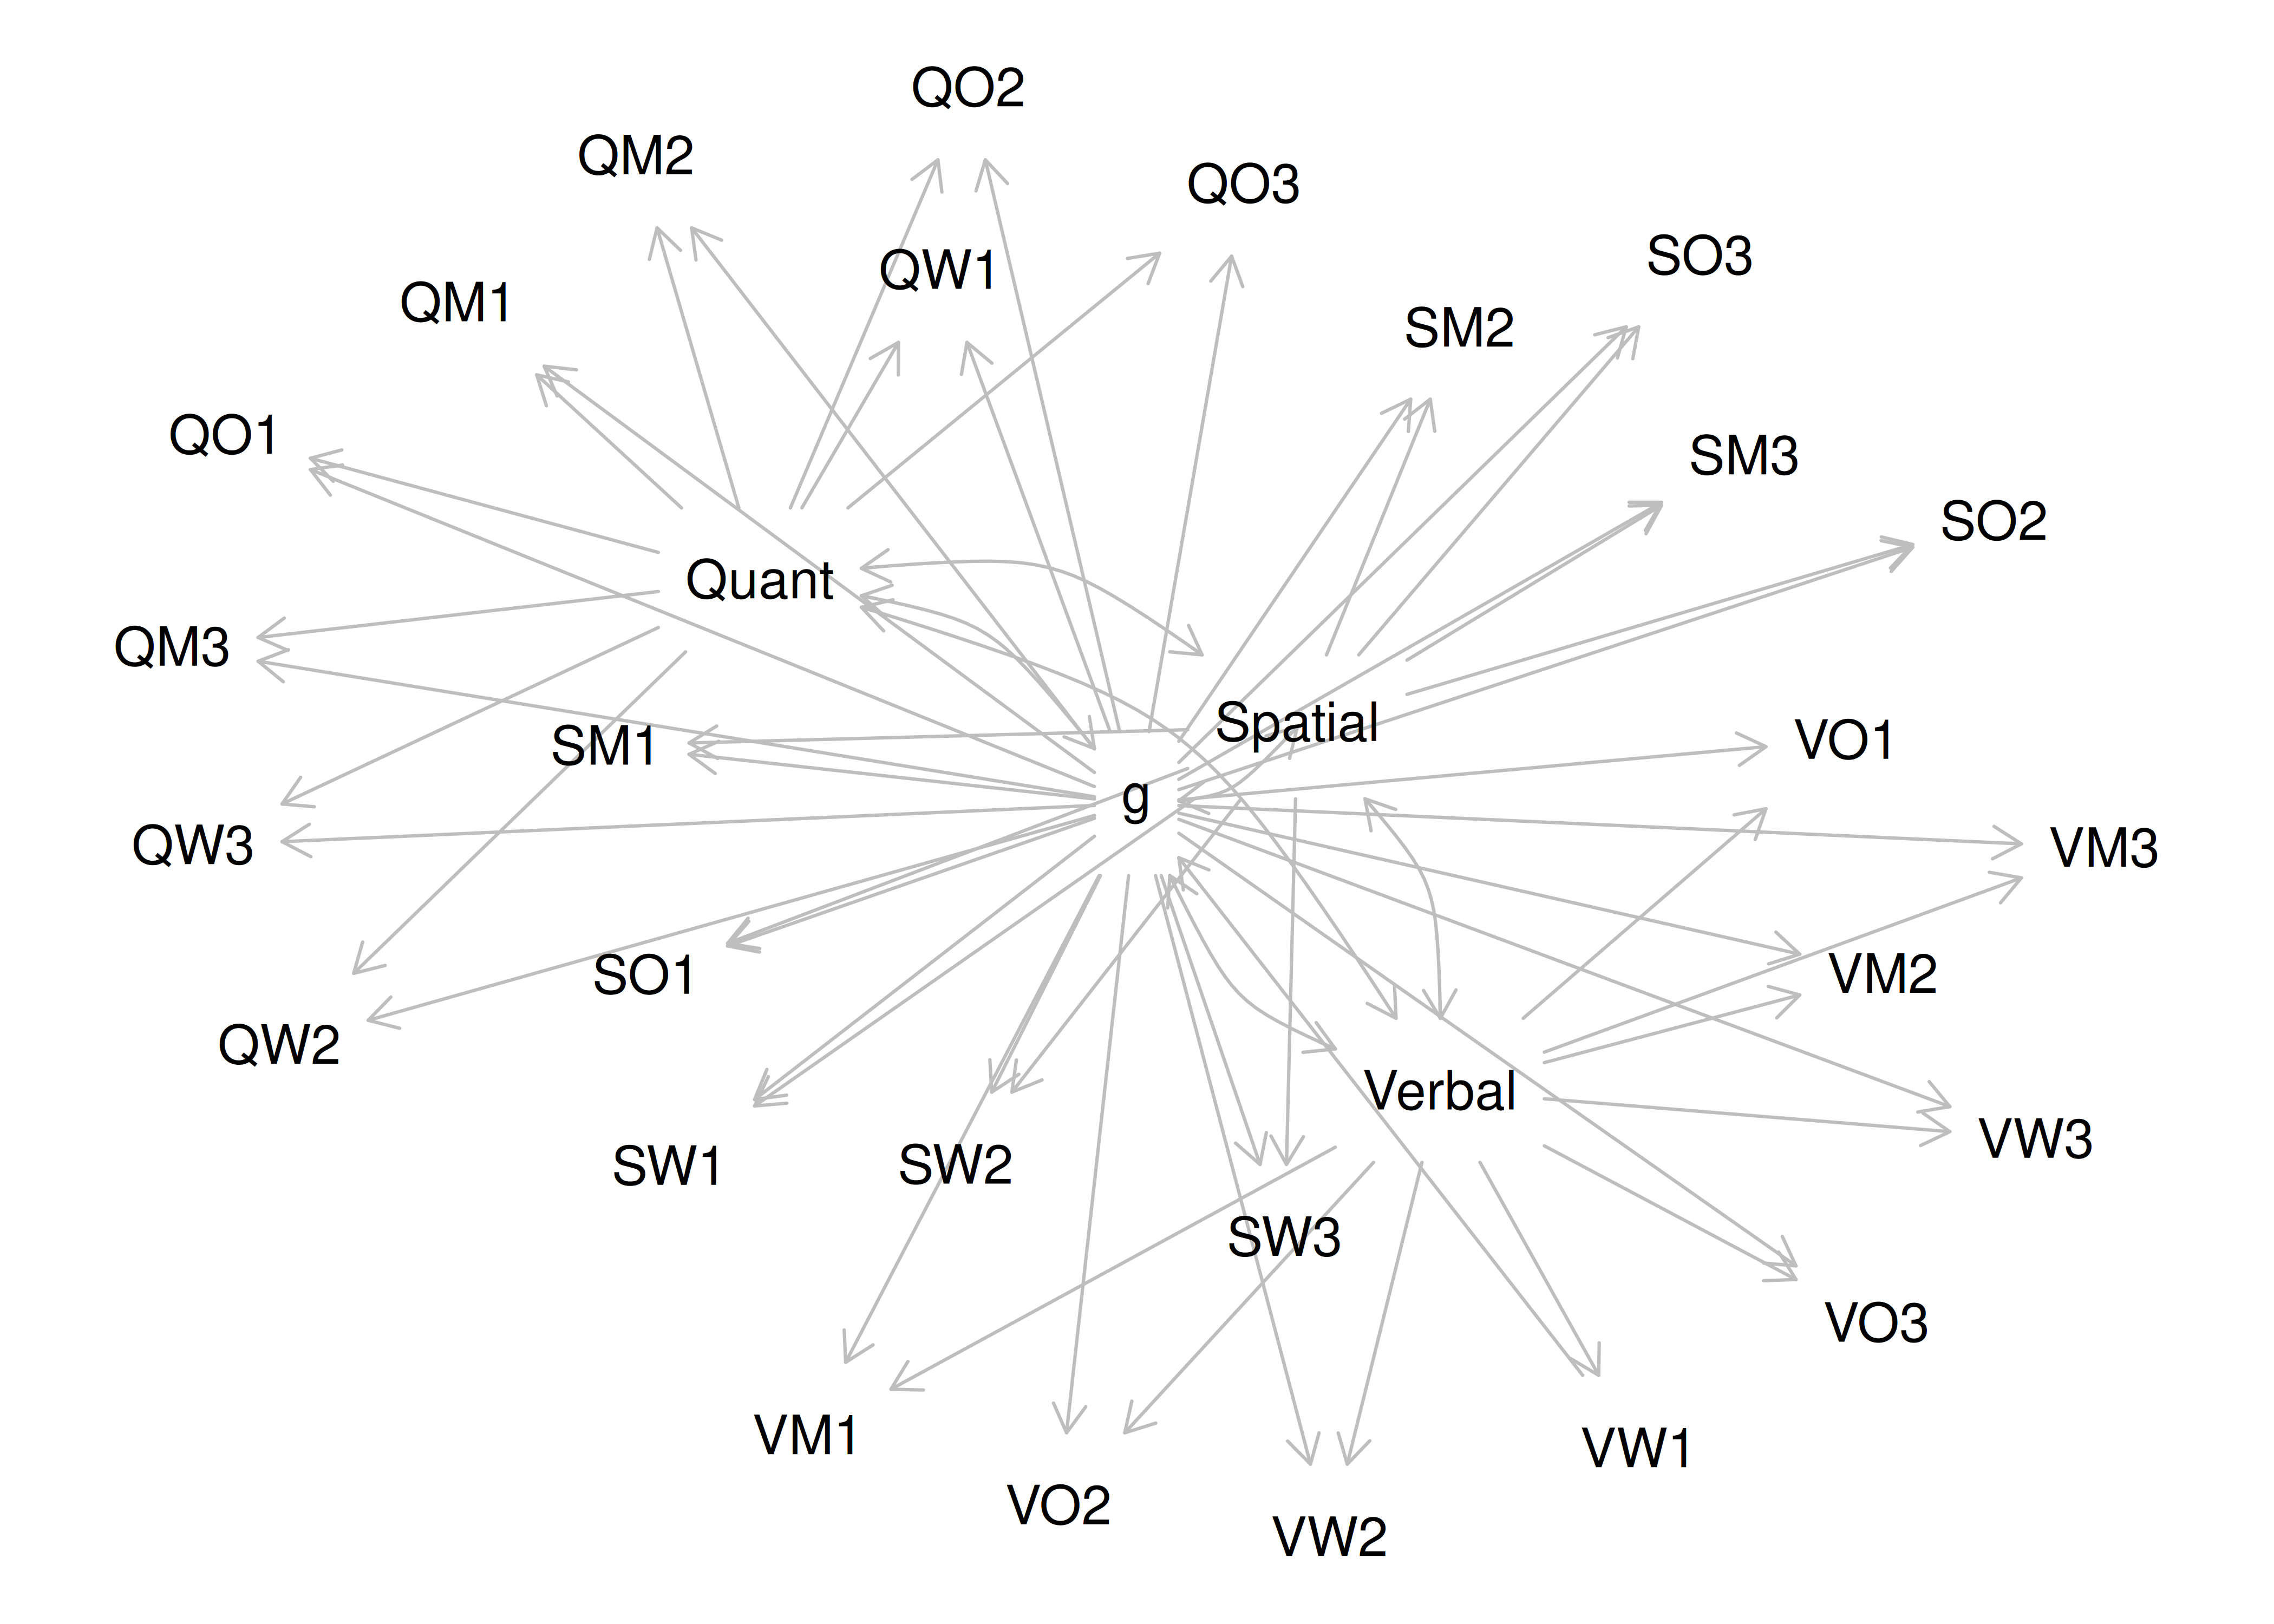 QO2
QM2
QO3
SO3
QW1
QM1
SM2
QO1
SM3
SO2
Quant
QM3
Spatial
VO1
SM1
g
QW3
VM3
SO1
VM2
QW2
Verbal
VW3
SW1
SW2
SW3
VO3
VM1
VW1
VO2
VW2